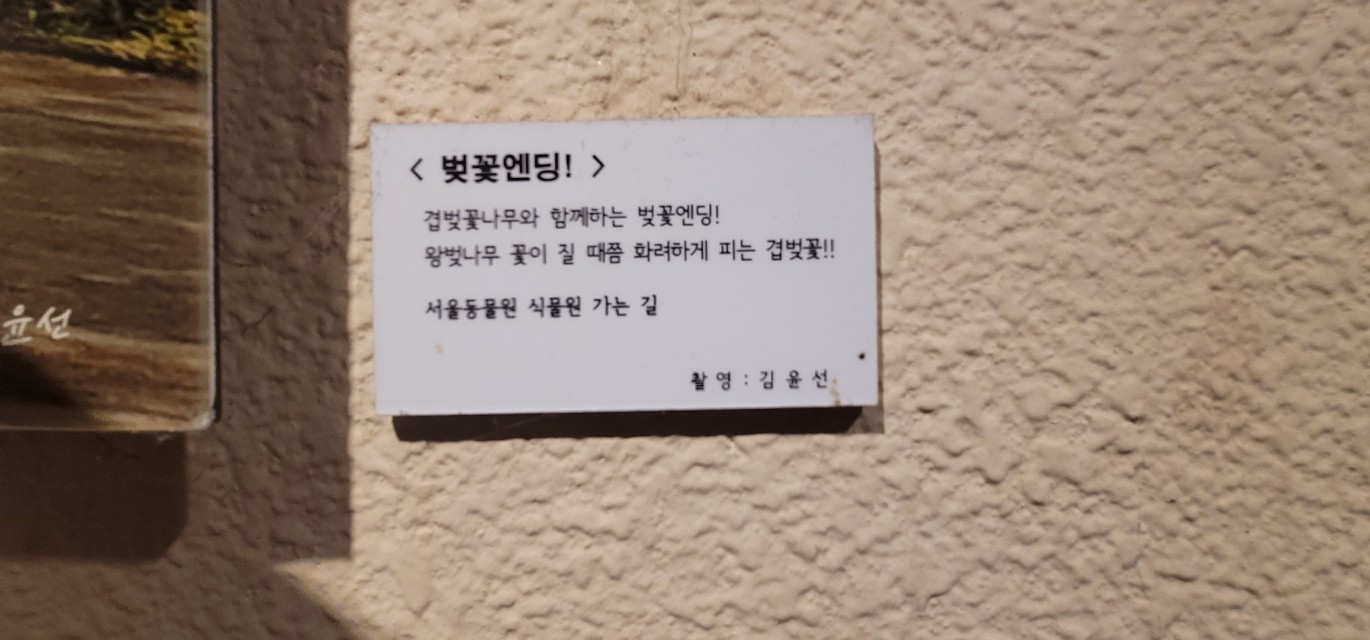 < 벚꽃엔딩! >
겹벚꽃나무와 함께하는 벚꽃엔딩!
왕벚나무 꽃이 질 때쯤 화려하게 피는 겹벚꽃!!
서울동물원 식물원 가는 길
촬영 : 김윤선
윤선